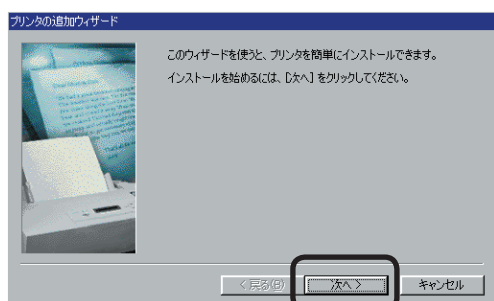 プリンタの追加ウィザード
このウィザードを使うと、プリンタを簡単にインストールできます。
インストールを始めるには、[次へ] をクリックしてください。
< 戻る(B)
次へ >
キャンセル